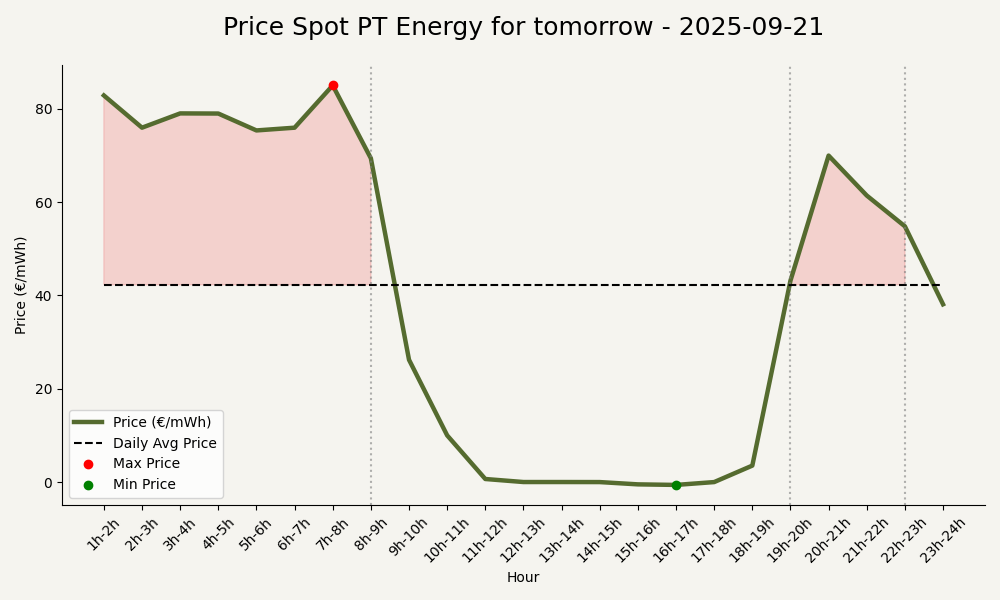 Price Spot PT Energy for tomorrow - 2025-09-21
Price (€/mWh)
80
60
40
20
0
Price (€/mWh)
Daily Avg Price
Max Price
Min Price
1h-2h
2h-3h
3h-4h
4h-5h
5h-6h
6h-7h
7h-8h
8h-9h
9h-10h
10h-11h
11h-12h
12h-13h
13h-14h
14h-15h
15h-16h
16h-17h
17h-18h
18h-19h
19h-20h
20h-21h
21h-22h
22h-23h
23h-24h
Hour